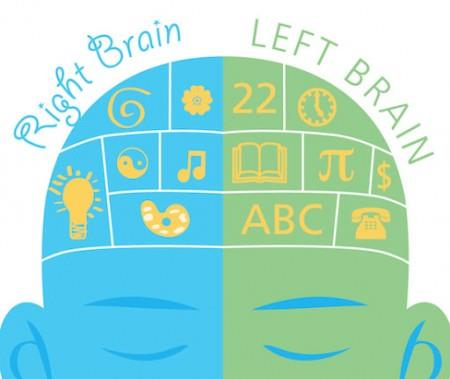 Right Brain
LEFT BRAIN
22
π
$
ABC